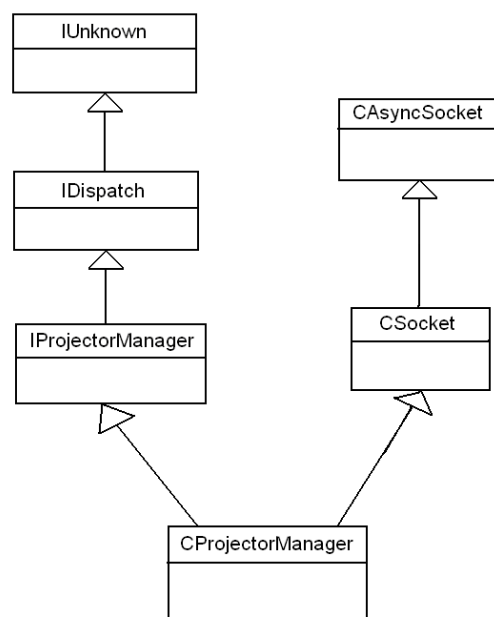 IUnknown
CAsyncSocket
IDispatch
IProjectorManager
CSocket
CProjectorManager